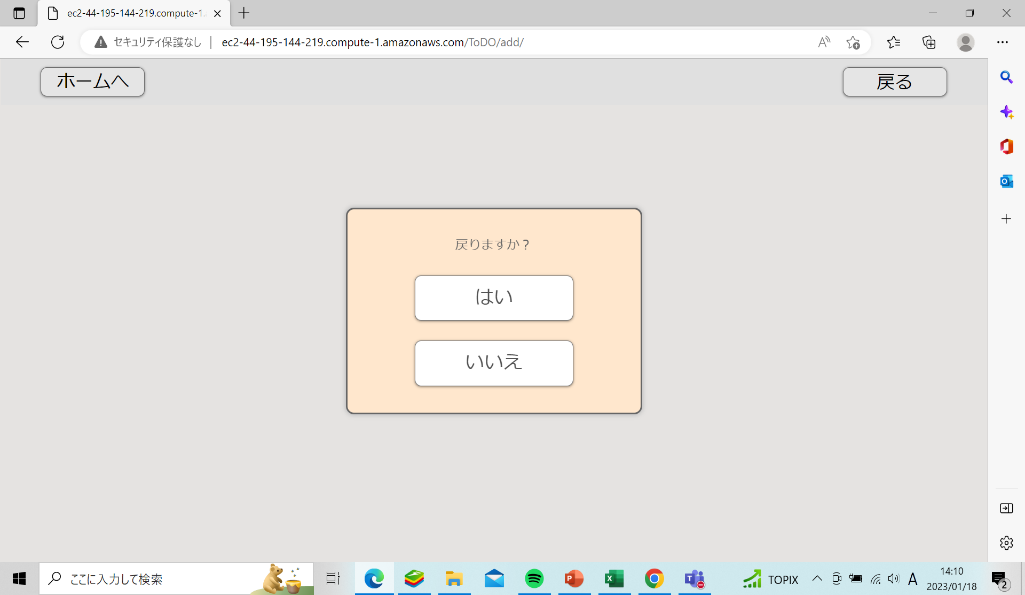 ec2-44-195-144-219.compute-1.
セキュリティ保護なし | ec2-44-195-144-219.compute-1.amazonaws.com/ToDO/add/
ホームへ
戻る
戻りますか？
はい
いいえ
ここに入力して検索
TOPIX
A
14:10
2023/01/18
2